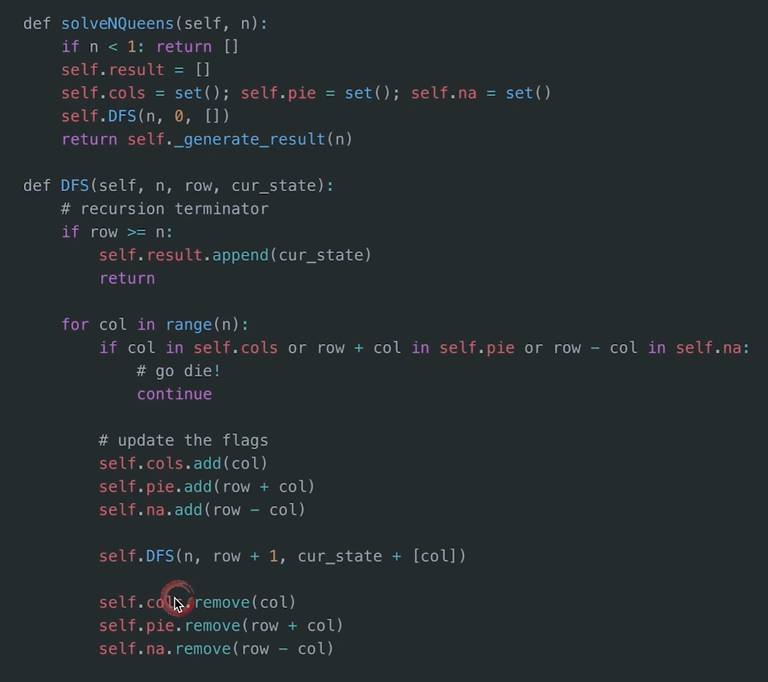 def solveNQueens(self, n):
    if n < 1: return []
    self.result = []
    self.cols = set(); self.pie = set(); self.na = set()
    self.DFS(n, 0, [])
    return self._generate_result(n)

def DFS(self, n, row, cur_state):
    # recursion terminator
    if row >= n:
        self.result.append(cur_state)
        return

    for col in range(n):
        if col in self.cols or row + col in self.pie or row - col in self.na:
            # go die!
            continue

        # update the flags
        self.cols.add(col)
        self.pie.add(row + col)
        self.na.add(row - col)

        self.DFS(n, row + 1, cur_state + [col])

        self.cols.remove(col)
        self.pie.remove(row + col)
        self.na.remove(row - col)